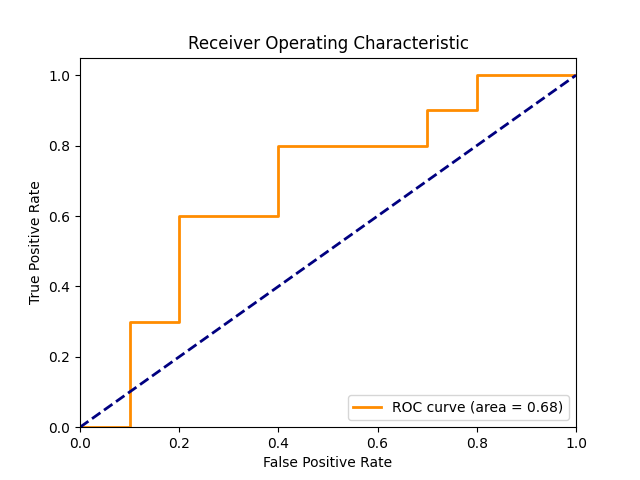 Receiver Operating Characteristic
1.0
0.8
0.6
0.4
0.2
0.0
True Positive Rate
ROC curve (area = 0.68)
0.0 0.2 0.4 0.6 0.8 1.0
False Positive Rate